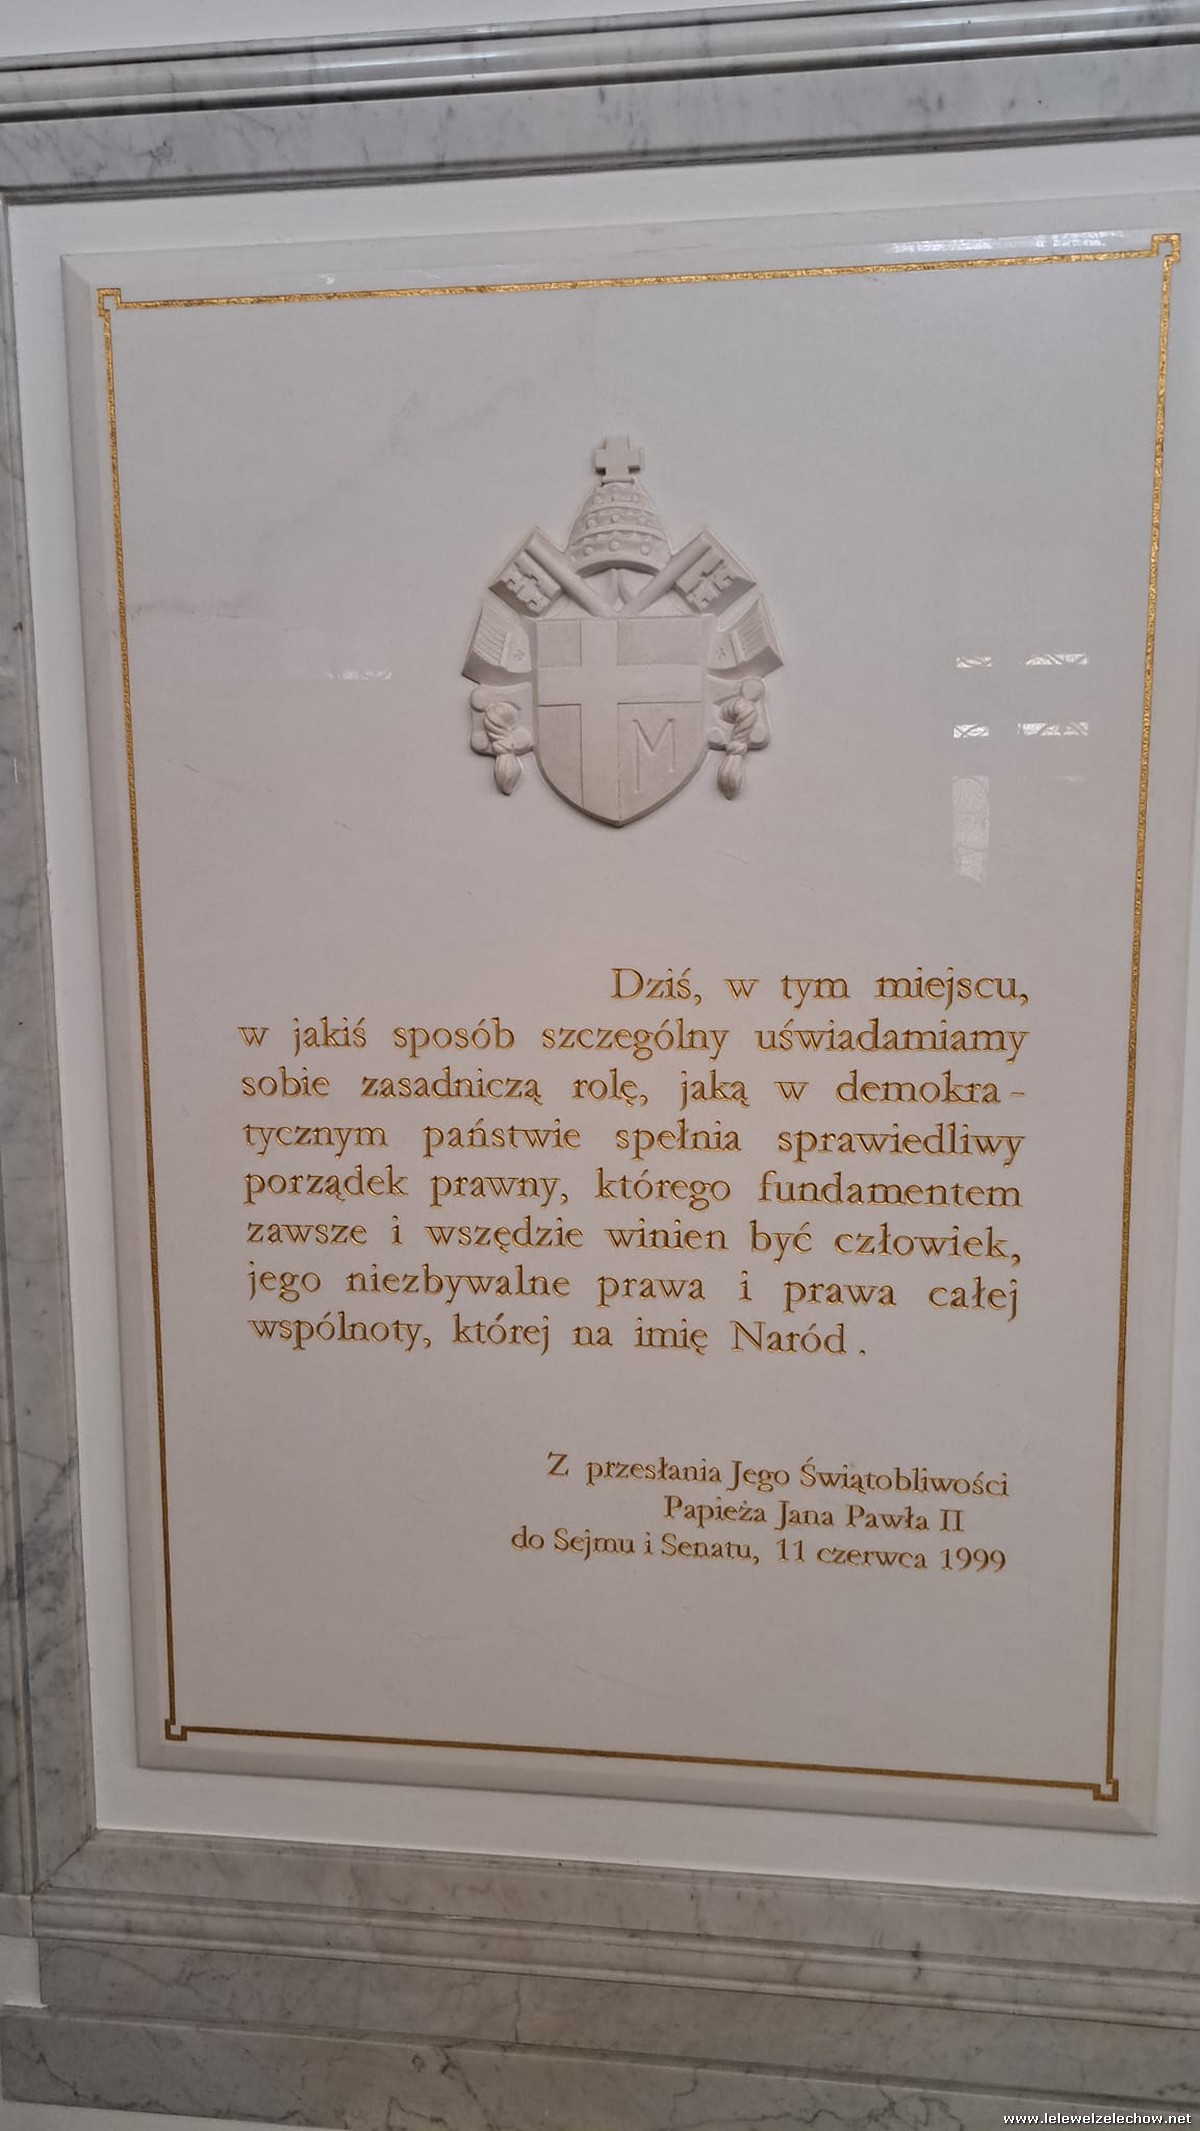 M
Dziś, w tym miejscu,
w jakiś sposób szczególny uświadamiamy
sobie zasadniczą rolę, jaką w demokra -
tycznym państwie spełnia sprawiedliwy
porządek prawny, którego fundamentem
zawsze i wszędzie winien być człowiek,
jego niezbywalne prawa i prawa całej
wspólnoty, której na imię Naród .
Z przesłania Jego Świątobliwości
Papieża Jana Pawła II
do Sejmu i Senatu, 11 czerwca 1999
www.lelewelzelechow.net